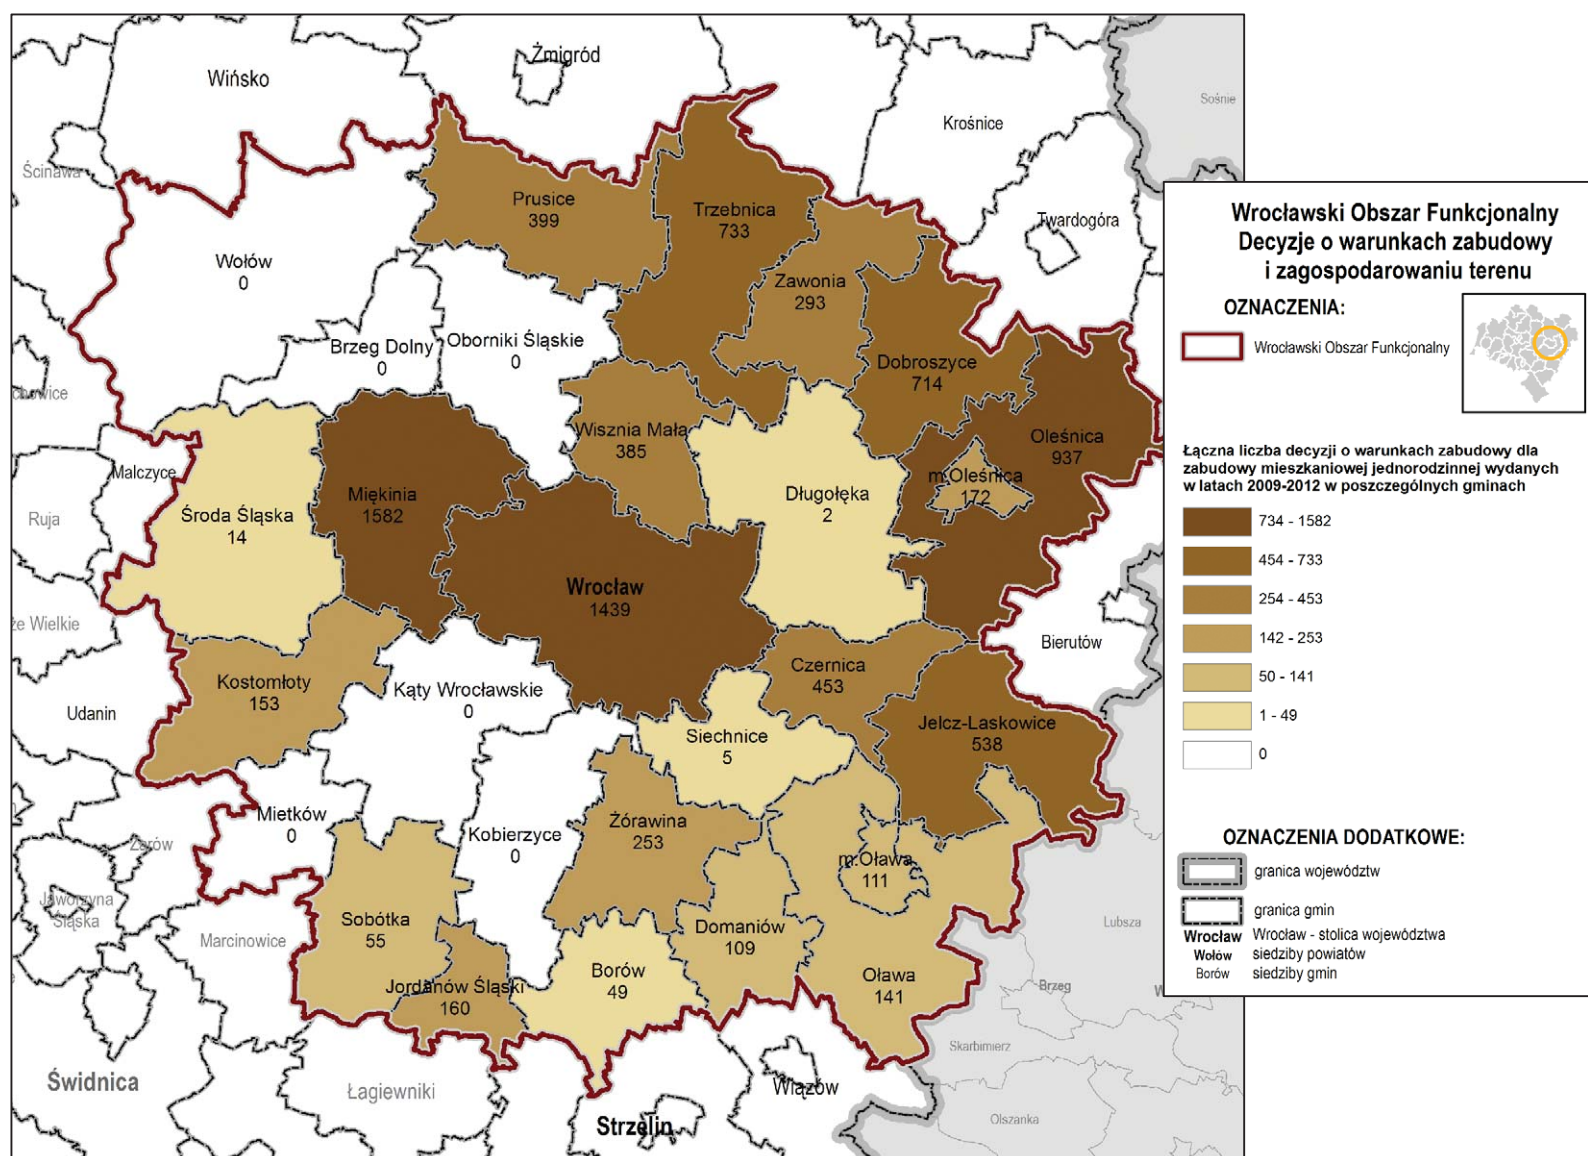 Wińsko
Żmigród
Sośnie
Krośnice
Ścinawa
Prusice
399
Trzebnica
733
Twardogóra
Wołów
0
Zawonia
293
Brzeg Dolny
0
Oborniki Śląskie
0
Dobroszyce
714
chowice
Wisznia Mała
385
Oleśnica
937
Malczyce
m.Oleśnica
172
Miękinia
1582
Długołęka
2
Środa Śląska
14
Ruja
Wrocław
1439
że Wielkie
Bierutów
Czernica
453
Kostomłoty
153
Kąty Wrocławskie
0
Udanin
Siechnice
5
Jelcz-Laskowice
538
Mietków
0
Żórawina
253
Kobierzyce
0
Żarów
m.Oława
111
Jaworzyna
Śląska
Sobótka
55
Domaniów
109
Marcinowice
Borów
49
Jordanów Śląski
160
Oława
141
Lubsza
Brzeg
W
Skarbimierz
Świdnica
Łagiewniki
Wiązów
Strzelin
Olszanka
Wrocławski Obszar Funkcjonalny
Decyzje o warunkach zabudowy
i zagospodarowaniu terenu
OZNACZENIA:
Wrocławski Obszar Funkcjonalny
Łączna liczba decyzji o warunkach zabudowy dla
zabudowy mieszkaniowej jednorodzinnej wydanych
w latach 2009-2012 w poszczególnych gminach
734 - 1582
454 - 733
254 - 453
142 - 253
50 - 141
1 - 49
0
OZNACZENIA DODATKOWE:
granica województw
granica gmin
Wrocław Wrocław - stolica województwa
Wołów siedziby powiatów
Borów siedziby gmin